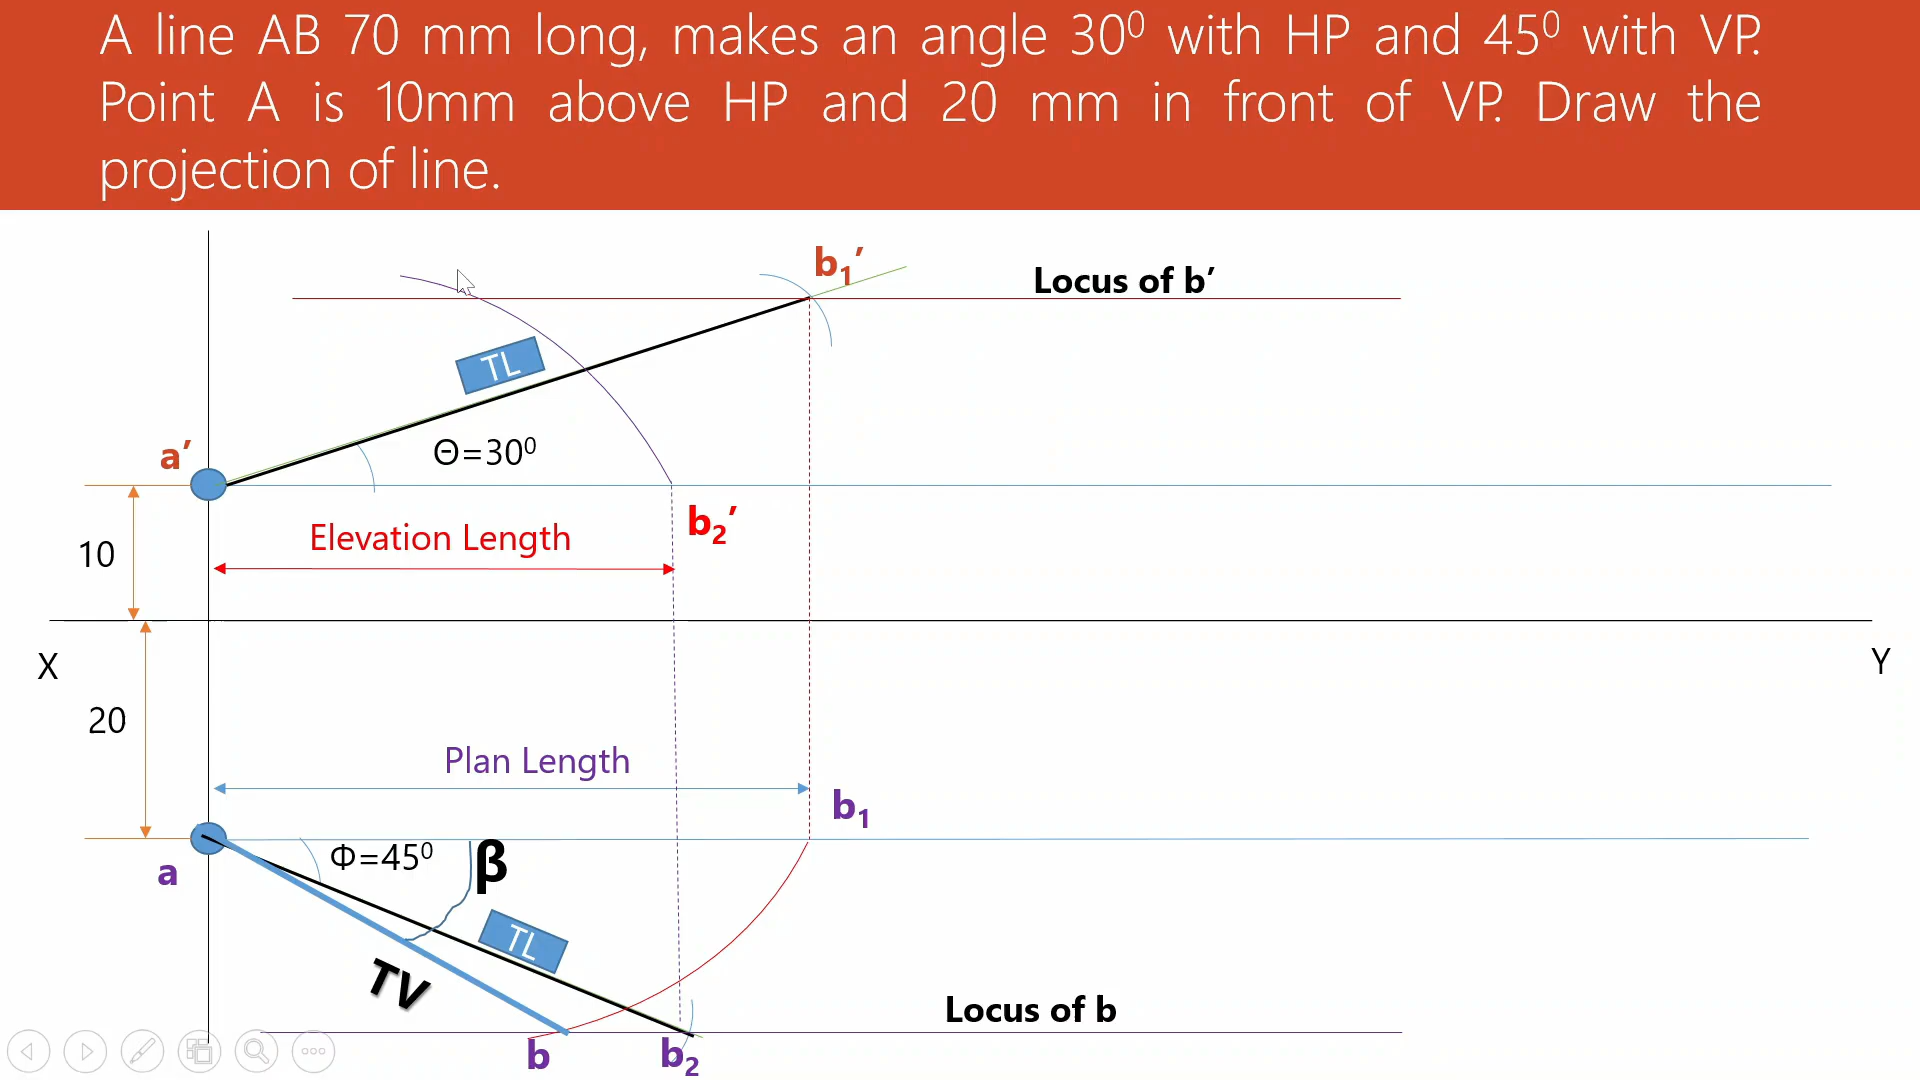 A line AB 70 mm long, makes an angle 30⁰ with HP and 45⁰ with VP.
Point A is 10mm above HP and 20 mm in front of VP. Draw the
projection of line.
b₁’
Locus of b’
TL
a’
Θ=30⁰
b₂’
Elevation Length
10
X
Y
20
Plan Length
b₁
Φ=45⁰
β
a
TL
TV
Locus of b
b
b₂